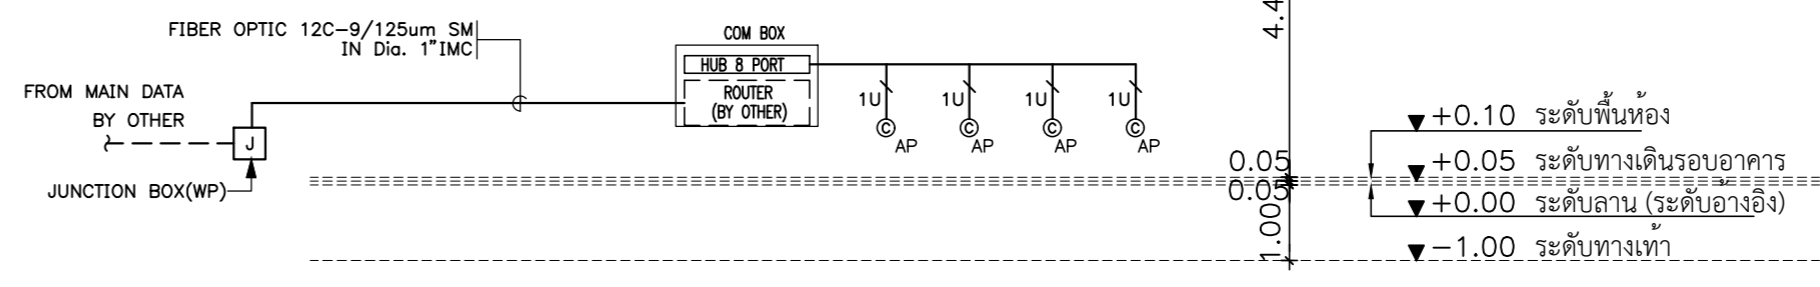 FIBER OPTIC 12C-9/125um SM
IN Dia. 1"IMC
FROM MAIN DATA
BY OTHER
J
JUNCTION BOX(WP)
COM BOX
HUB 8 PORT
ROUTER
(BY OTHER)
1U 1U 1U 1U
C C C C
AP AP AP AP
4.4
0.05
0.05
1.00
+0.10 ระดับพื้นห้อง
+0.05 ระดับทางเดินรอบอาคาร
+0.00 ระดับลาน (ระดับอ้างอิง)
-1.00 ระดับทางเท้า